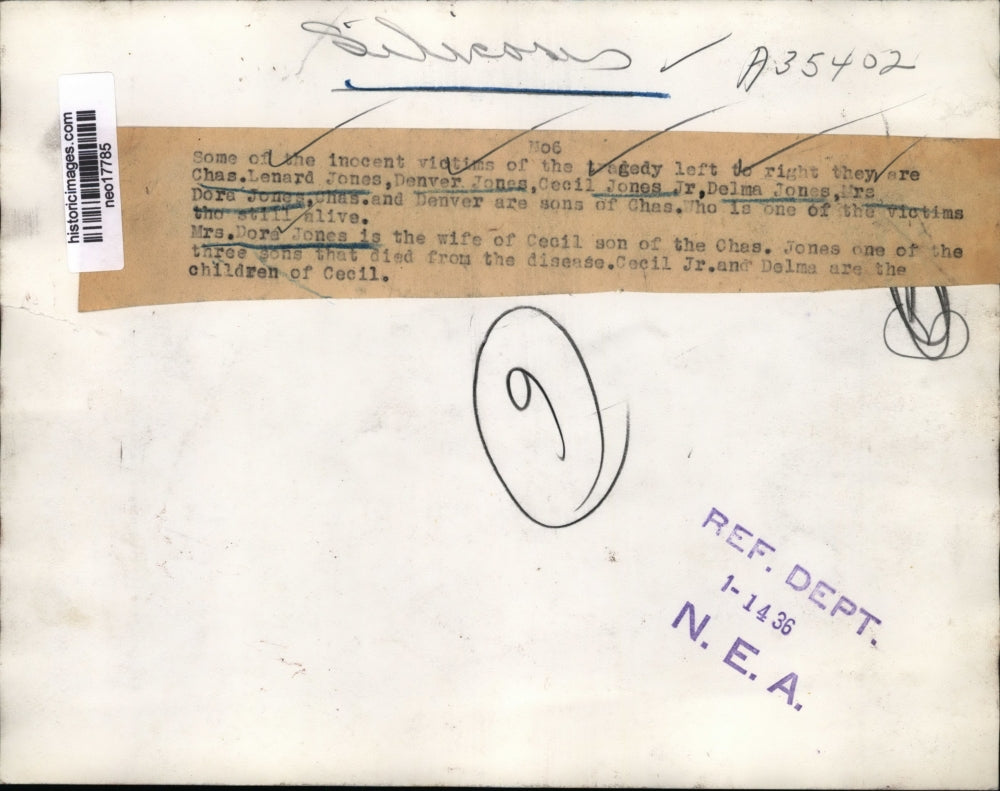 Silicosis A35402
historicimages.com
neo17785
No6
Some of the inocent victims of the tragedy left to right they are
Chas.Lenard Jones,Denver Jones,Cecil Jones Jr,Delma Jones,Mrs
Dora Jones,Chas.and Denver are sons of Chas.Who is one of the victims
tho still alive.
Mrs.Dora Jones is the wife of Cecil son of the Chas. Jones one of the
three sons that died from the disease.Cecil Jr.and Delma are the
children of Cecil.
9
REF. DEPT.
1-14 36
N. E. A.